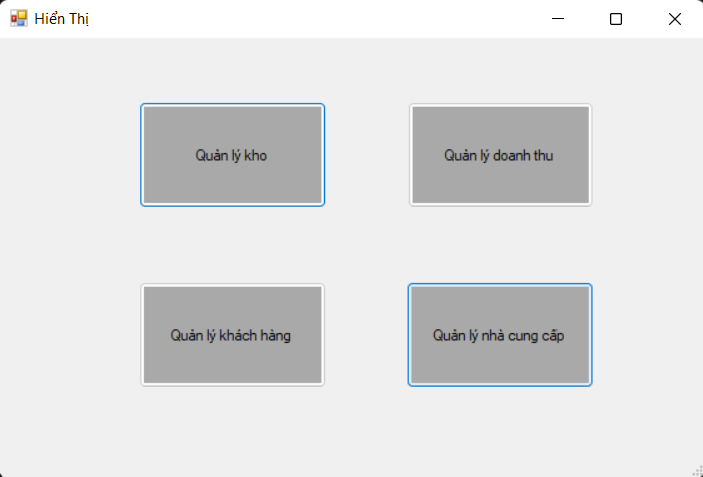 Hiển Thị
Quản lý kho
Quản lý doanh thu
Quản lý khách hàng
Quản lý nhà cung cấp